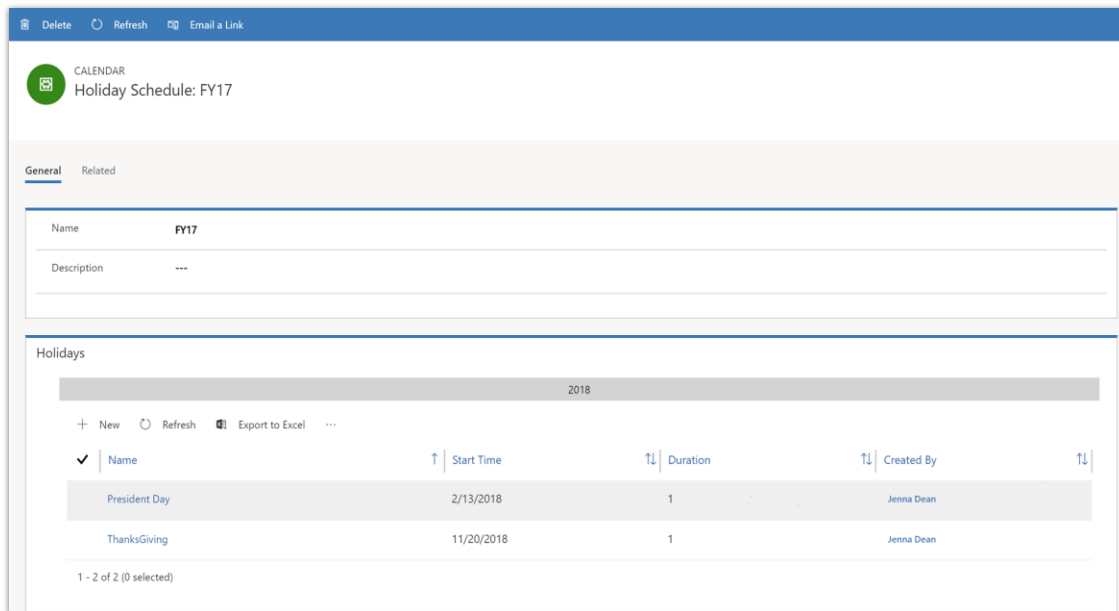 Delete Refresh Email a Link
CALENDAR
Holiday Schedule: FY17
General Related
Name FY17
Description ---
Holidays
2018
New Refresh Export to Excel ...
Name Start Time Duration Created By
President Day 2/13/2018 1 Jenna Dean
ThanksGiving 11/20/2018 1 Jenna Dean
1 - 2 of 2 (0 selected)